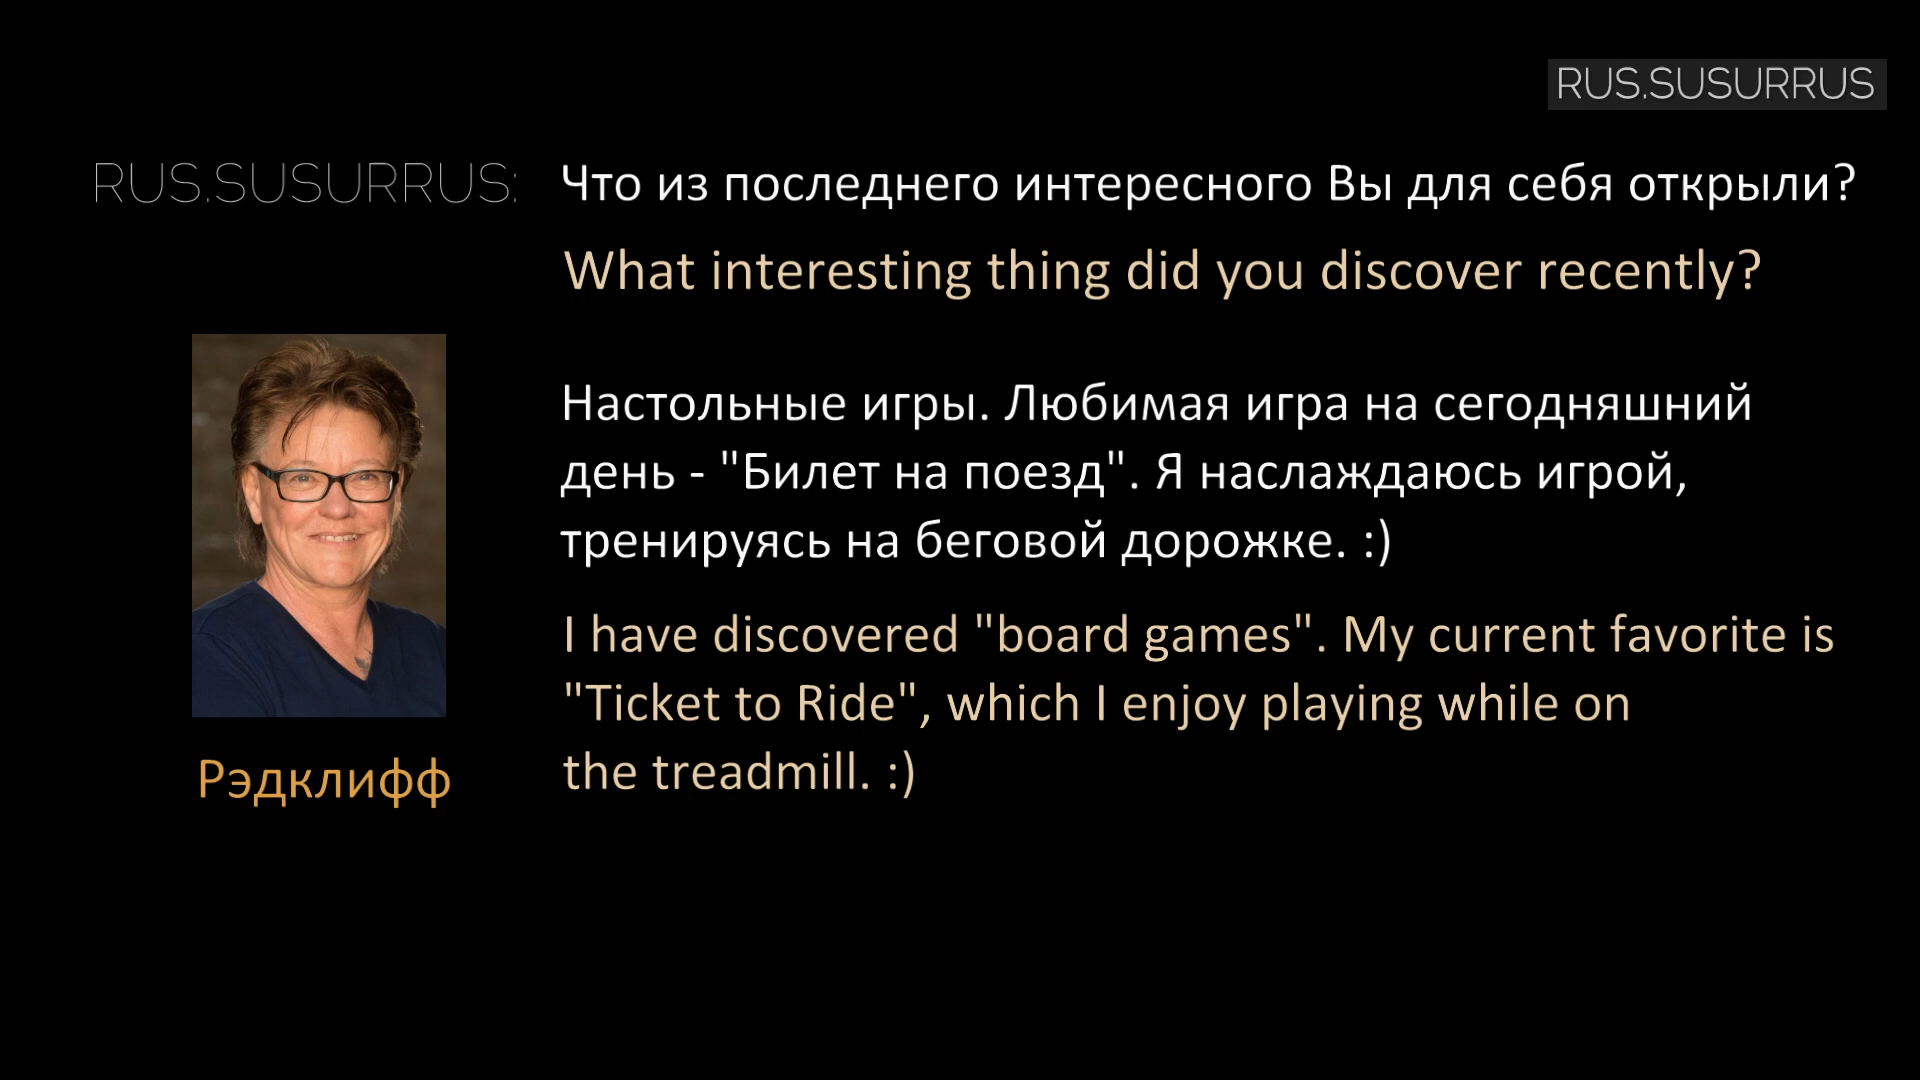 RUS.SUSURRUS
RUS.SUSURRUS: Что из последнего интересного Вы для себя открыли?
What interesting thing did you discover recently?
Настольные игры. Любимая игра на сегодняшний
день - "Билет на поезд". Я наслаждаюсь игрой,
тренируясь на беговой дорожке. :)
I have discovered "board games". My current favorite is
"Ticket to Ride", which I enjoy playing while on
the treadmill. :)
Рэдклифф